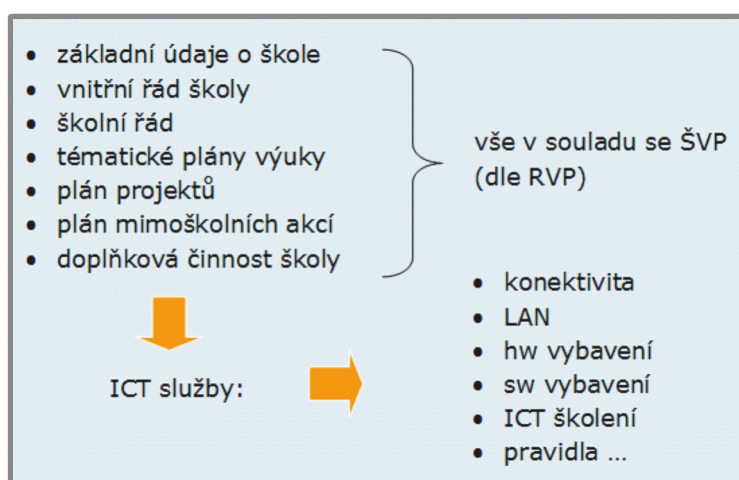 • základní údaje o škole
• vnitřní řád školy
• školní řád
• tématické plány výuky
• plán projektů
• plán mimoškolních akcí
• doplňková činnost školy
vše v souladu se ŠVP
(dle RVP)
ICT služby:
• konektivita
• LAN
• hw vybavení
• sw vybavení
• ICT školení
• pravidla ...